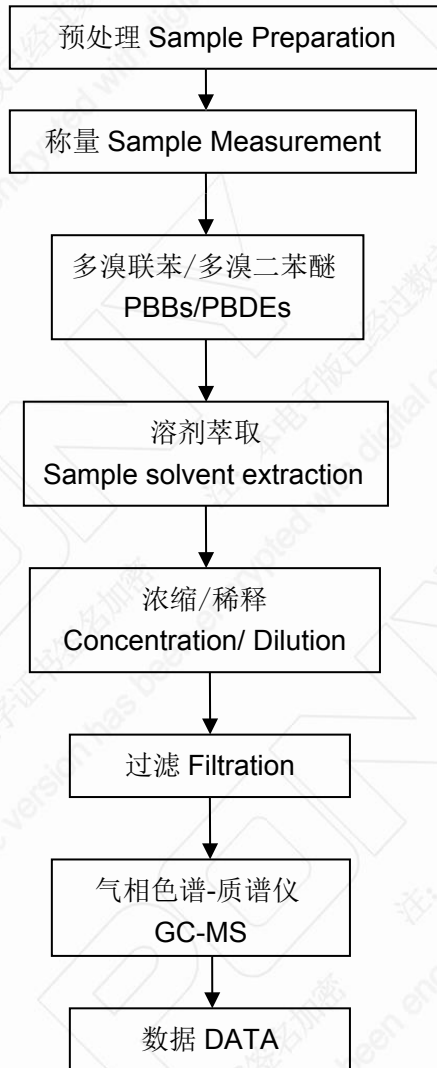 预处理 Sample Preparation
称量 Sample Measurement
多溴联苯/多溴二苯醚
PBBs/PBDEs
溶剂萃取
Sample solvent extraction
浓缩/稀释
Concentration/ Dilution
过滤 Filtration
气相色谱-质谱仪
GC-MS
数据 DATA